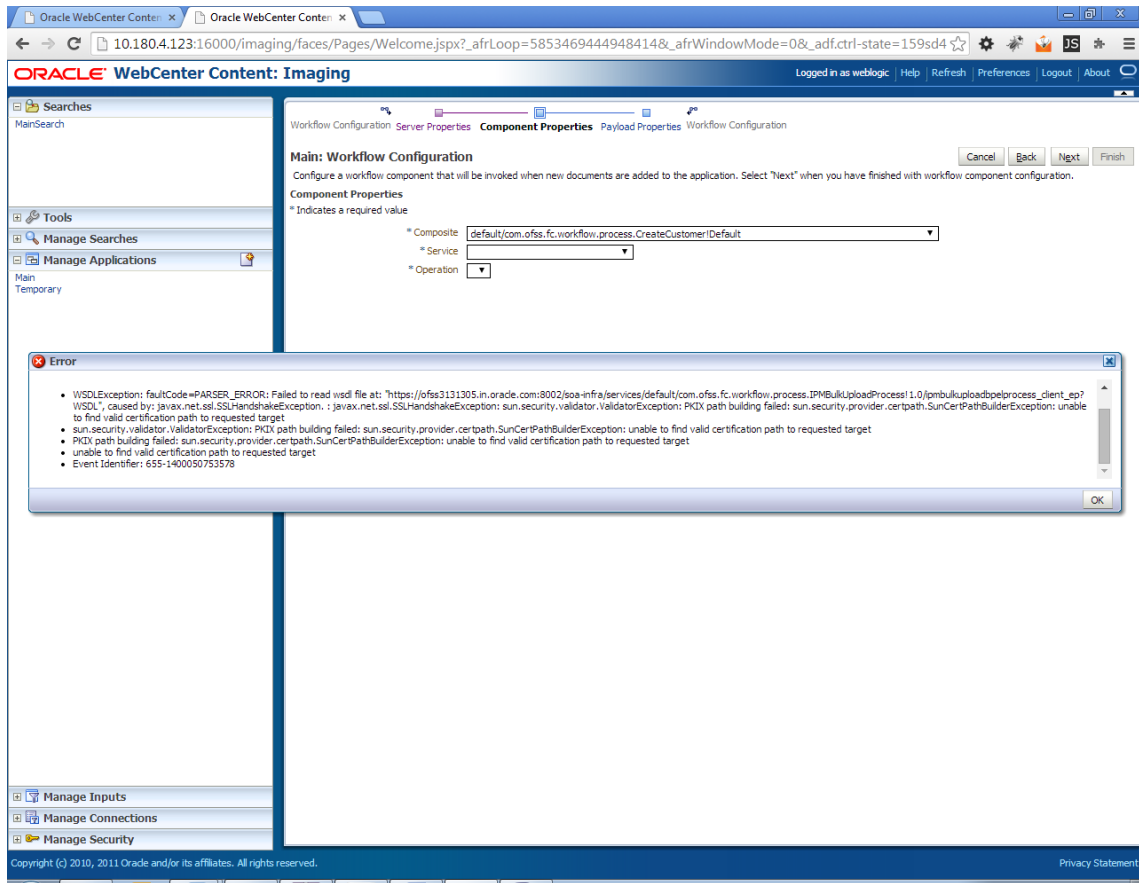 Oracle WebCenter Conten
Oracle WebCenter Conten
10.180.4.123:16000/imaging/faces/Pages/Welcome.jspx?_afrLoop=5853469444948414&_afrWindowMode=0&_adf.ctrl-state=159sd4
JS
ORACLE WebCenter Content: Imaging
Logged in as weblogic Help Refresh Preferences Logout About
Searches
MainSearch
Tools
Manage Searches
Manage Applications
Main
Temporary
Workflow Configuration Server Properties Component Properties Payload Properties Workflow Configuration
Main: Workflow Configuration
Cancel Back Next Finish
Configure a workflow component that will be invoked when new documents are added to the application. Select "Next" when you have finished with workflow component configuration.
Component Properties
* Indicates a required value
* Composite default/com.ofss.fc.workflow.process.CreateCustomer!Default
* Service
* Operation
Error
WSDLException: faultCode=PARSER_ERROR: Failed to read wsdl file at: "https://ofss3131305.in.oracle.com:8002/soa-infra/services/default/com.ofss.fc.workflow.process.IPMBulkUploadProcess!1.0/ipmbulkuploadbpelprocess_client_ep?
WSDL", caused by: javax.net.ssl.SSLHandshakeException. : javax.net.ssl.SSLHandshakeException: sun.security.validator.ValidatorException: PKIX path building failed: sun.security.provider.certpath.SunCertPathBuilderException: unable
to find valid certification path to requested target
sun.security.validator.ValidatorException: PKIX path building failed: sun.security.provider.certpath.SunCertPathBuilderException: unable to find valid certification path to requested target
PKIX path building failed: sun.security.provider.certpath.SunCertPathBuilderException: unable to find valid certification path to requested target
unable to find valid certification path to requested target
Event Identifier: 655-1400050753578
OK
Manage Inputs
Manage Connections
Manage Security
Copyright (c) 2010, 2011 Oracle and/or its affiliates. All rights reserved.
Privacy Statement